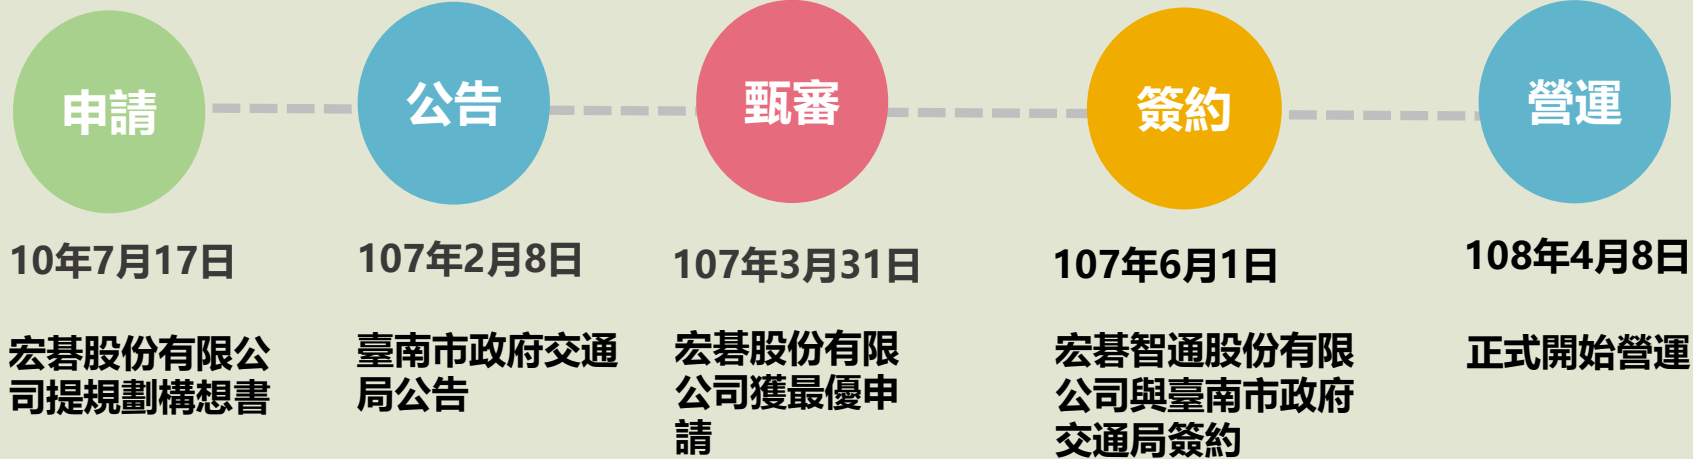 申請
公告
甄審
簽約
營運
10年7月17日
107年2月8日
107年3月31日
107年6月1日
108年4月8日
宏碁股份有限公
司提規劃構想書
臺南市政府交通
局公告
宏碁股份有限
公司獲最優申
請
宏碁智通股份有限
公司與臺南市政府
交通局簽約
正式開始營運